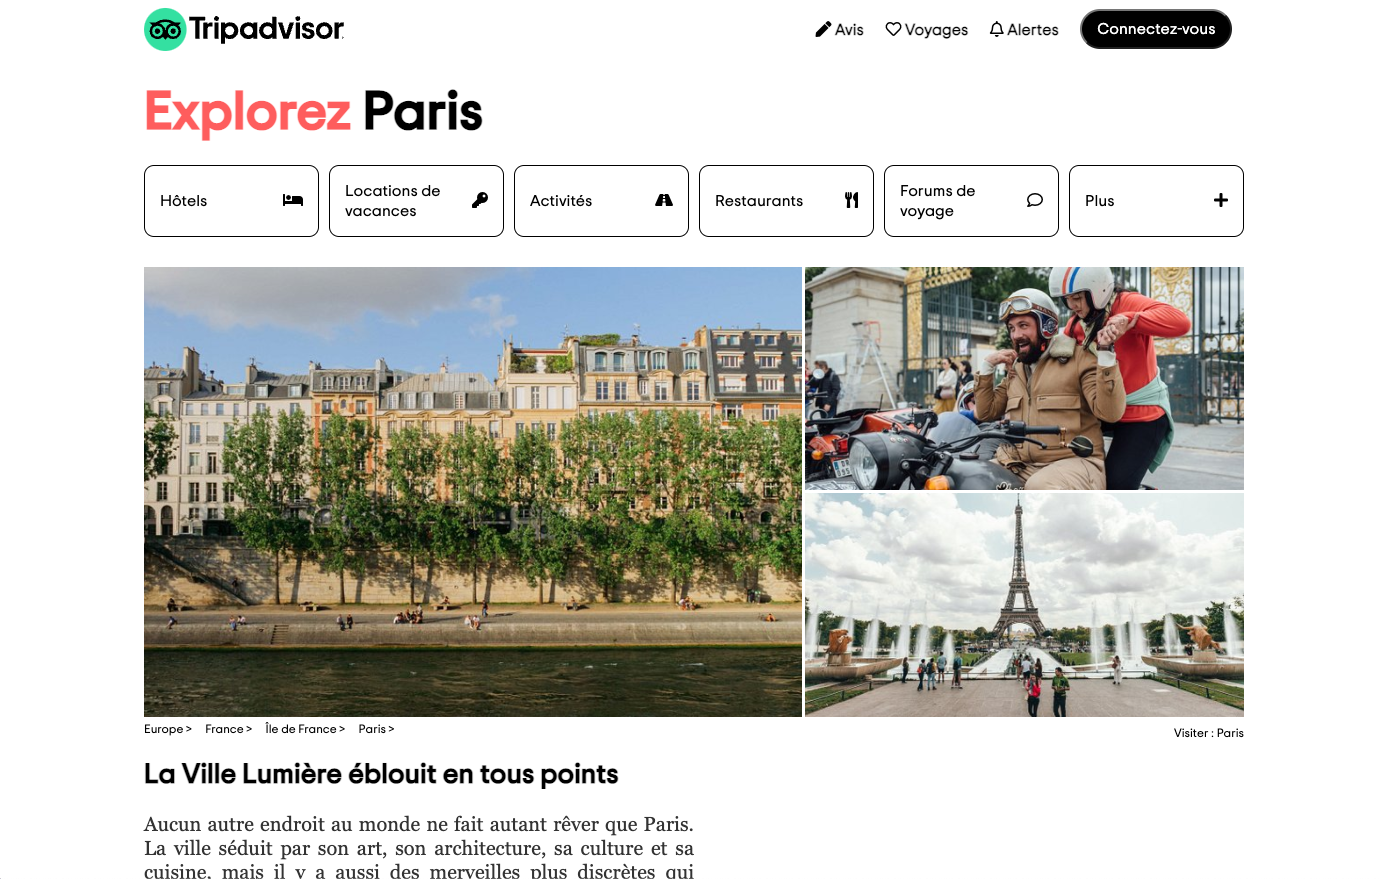 Tripadvisor
Avis
Voyages
Alertes
Connectez-vous
Explorez Paris
Hôtels
Locations de
vacances
Activités
Restaurants
Forums de
voyage
Plus
Europe >
France >
Île de France >
Paris >
Visiter : Paris
La Ville Lumière éblouit en tous points
Aucun autre endroit au monde ne fait autant rêver que Paris.
La ville séduit par son art, son architecture, sa culture et sa
cuisine, mais il y a aussi des merveilles plus discrètes qui